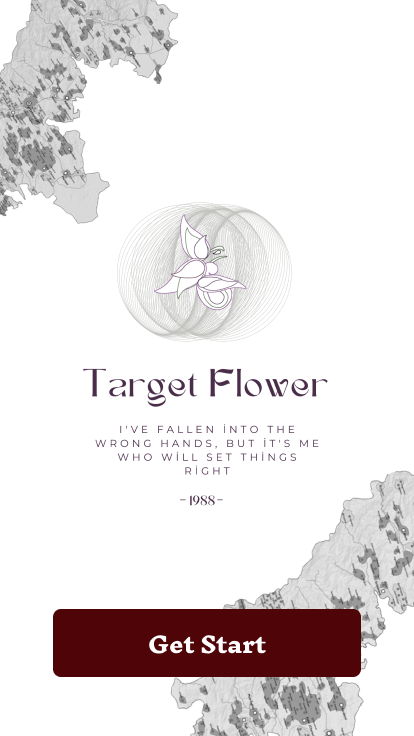 Target Flower
I'VE FALLEN İNTO THE
WRONG HANDS, BUT İT'S ME
WHO WİLL SET THİNGS
RİGHT
-1988-
Get Start